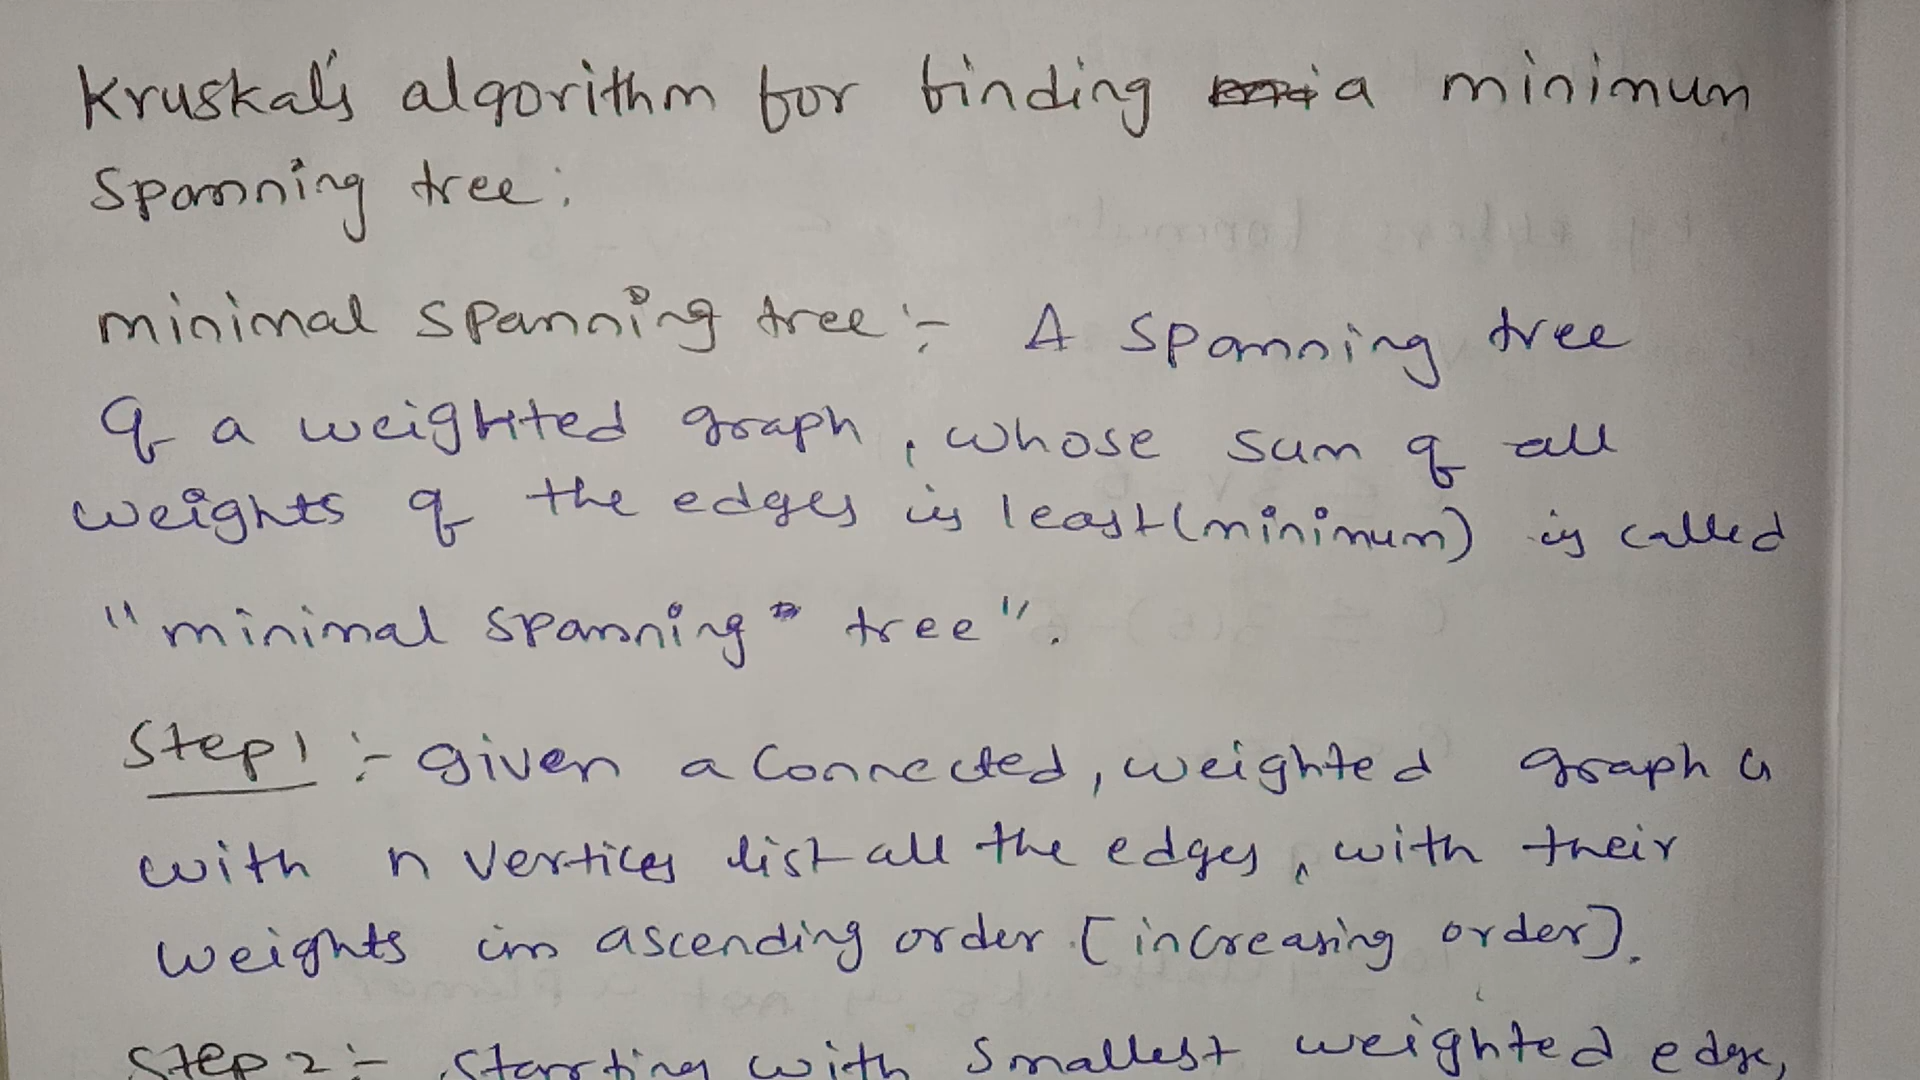 Kruskal's algorithm for finding a minimum
Spanning tree:
minimal spanning tree :- A spanning tree
of a weighted graph, whose sum of all
weights of the edges is least (minimum) is called
"minimal spanning tree".
Step 1 :- given a connected, weighted graph G
with n vertices list all the edges, with their
weights in ascending order. [increasing order].
Step 2 :- starting with smallest weighted edge,